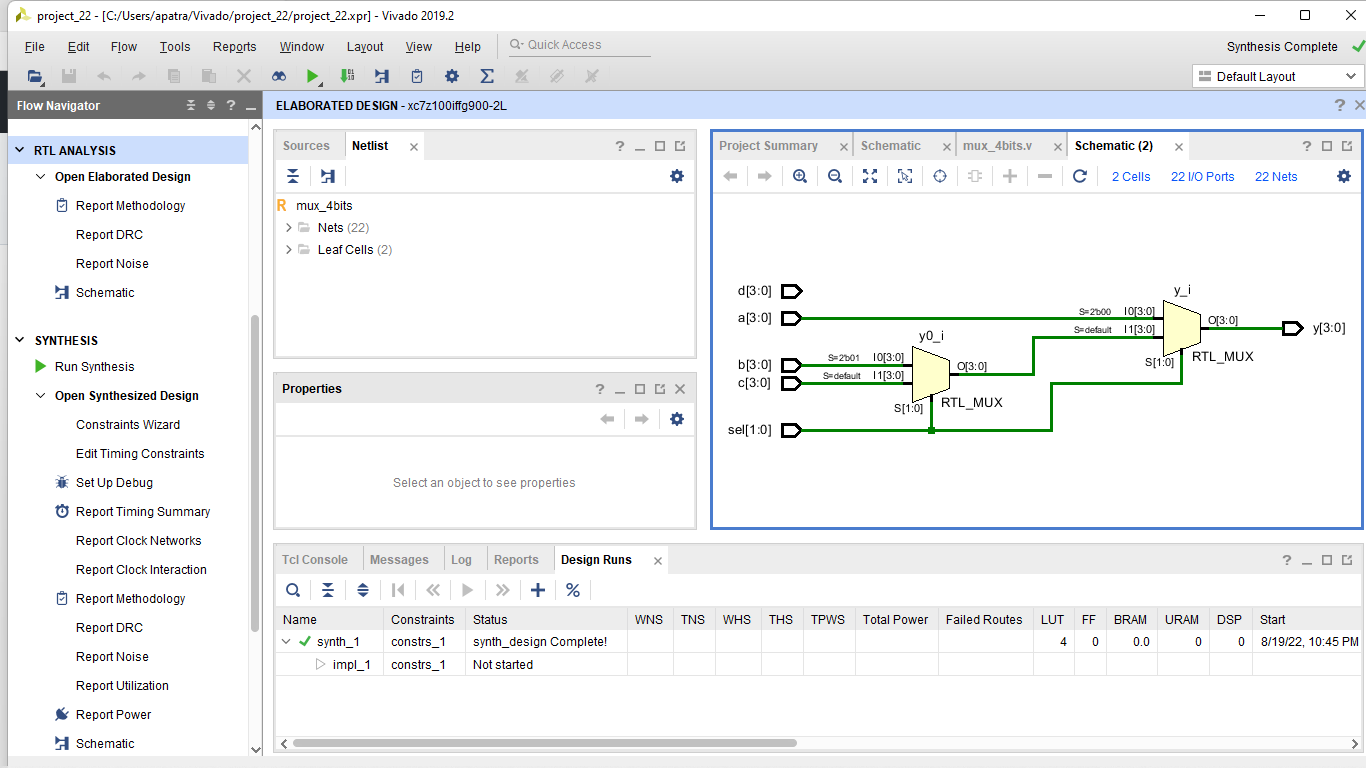 project_22 - [C:/Users/apatra/Vivado/project_22/project_22.xpr] - Vivado 2019.2
File Edit Flow Tools Reports Window Layout View Help Quick Access Synthesis Complete
Default Layout
Flow Navigator
RTL ANALYSIS
Open Elaborated Design
Report Methodology
Report DRC
Report Noise
Schematic
SYNTHESIS
Run Synthesis
Open Synthesized Design
Constraints Wizard
Edit Timing Constraints
Set Up Debug
Report Timing Summary
Report Clock Networks
Report Clock Interaction
Report Methodology
Report DRC
Report Noise
Report Utilization
Report Power
Schematic
ELABORATED DESIGN - xc7z100iffg900-2L
Sources Netlist
R mux_4bits
Nets (22)
Leaf Cells (2)
Properties
Select an object to see properties
Project Summary Schematic mux_4bits.v Schematic (2)
2 Cells 22 I/O Ports 22 Nets
d[3:0]
y_i
a[3:0] S=2'b00 I0[3:0] O[3:0]
S=default I1[3:0] y[3:0]
y0_i
S[1:0] RTL_MUX
b[3:0] S=2'b01 I0[3:0] O[3:0]
c[3:0] S=default I1[3:0]
S[1:0] RTL_MUX
sel[1:0]
Tcl Console Messages Log Reports Design Runs
Name Constraints Status WNS TNS WHS THS TPWS Total Power Failed Routes LUT FF BRAM URAM DSP Start
synth_1 constrs_1 synth_design Complete! 4 0 0.0 0 0 8/19/22, 10:45 PM
impl_1 constrs_1 Not started